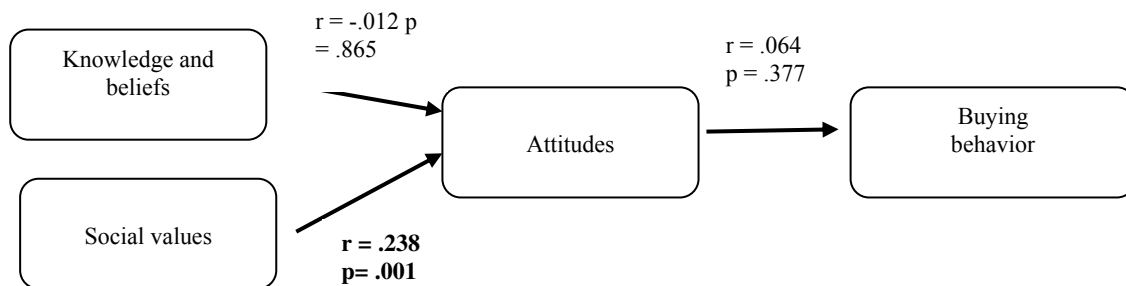 r = -.012 p
= .865
Knowledge and
beliefs
r = .064
p = .377
Attitudes
Buying
behavior
Social values
r = .238
p= .001